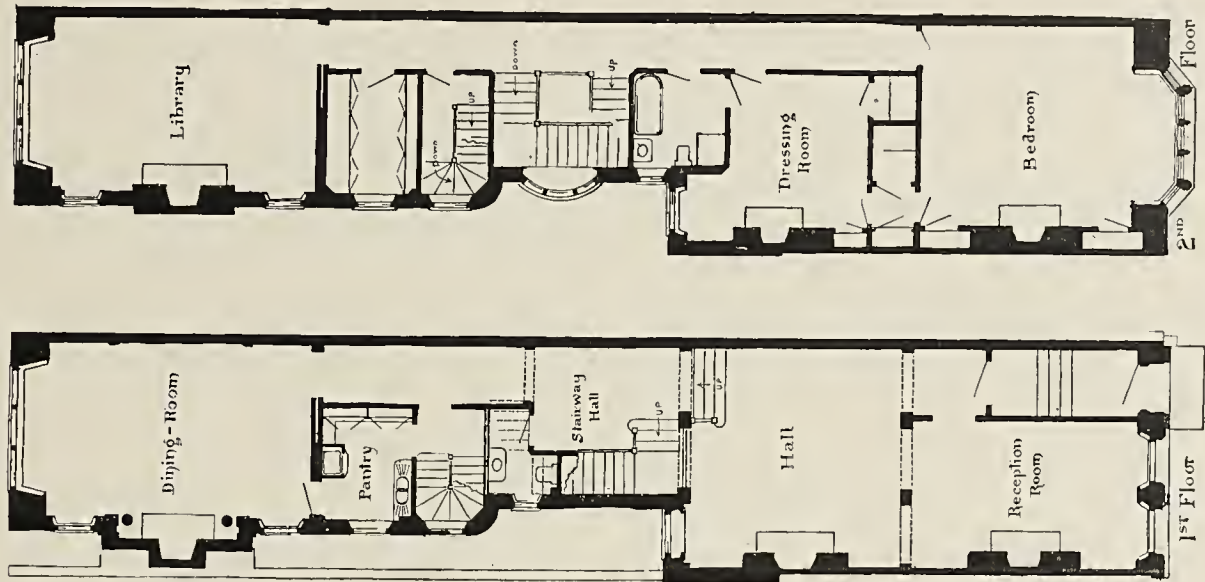 Library
DOWN
UP
DOWN
UP
Dressing
Room
Bedroom
2ND Floor
Dining-Room
Pantry
Stairway
Hall
UP
UP
Hall
Reception
Room
1ST Floor